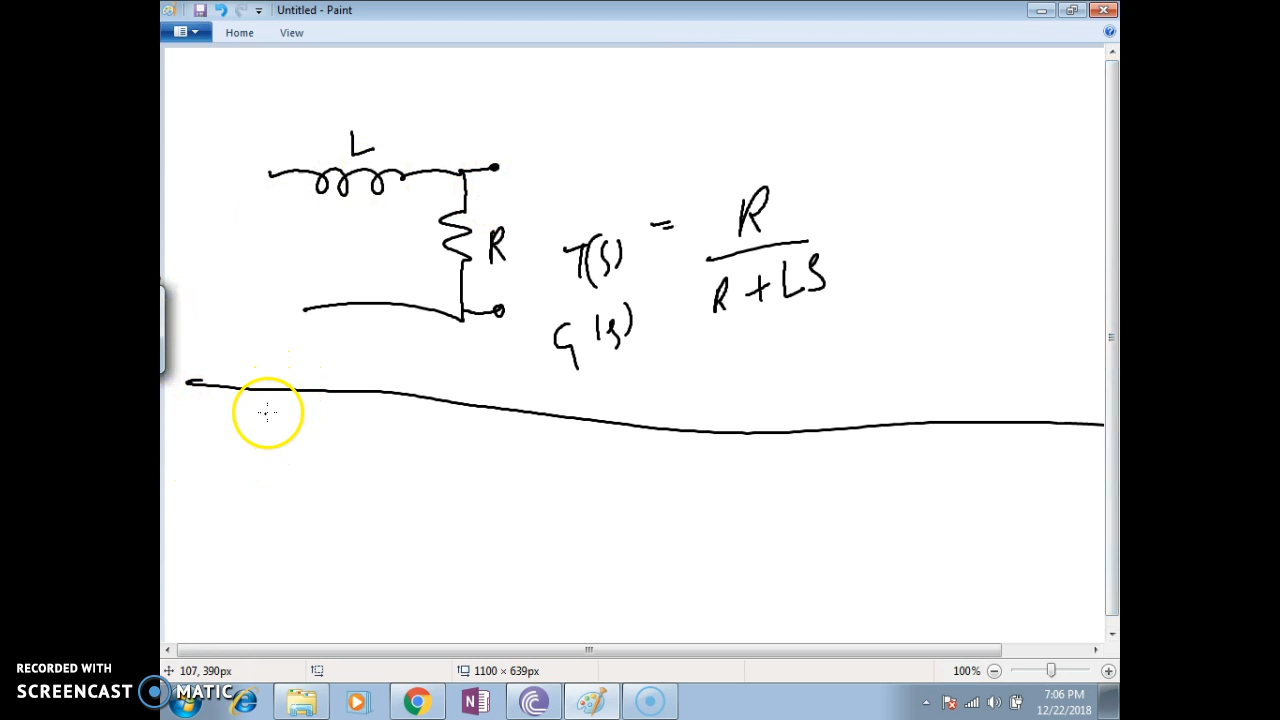 Untitled - Paint
Home View
L
R
T(s) = R
R + LS
G(s)
107, 390px
1100 × 639px
100%
RECORDED WITH
SCREENCAST MATIC
7:06 PM
12/22/2018